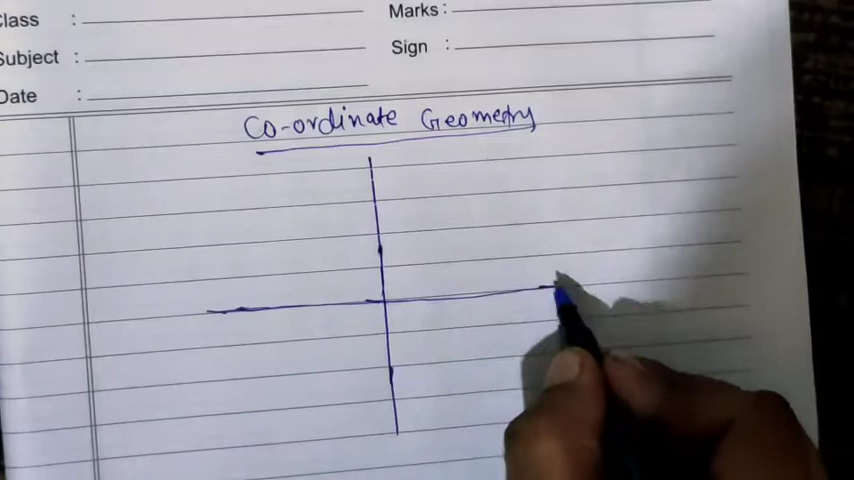 Class :
Marks :
Subject :
Sign :
Date :
Co-ordinate Geometry